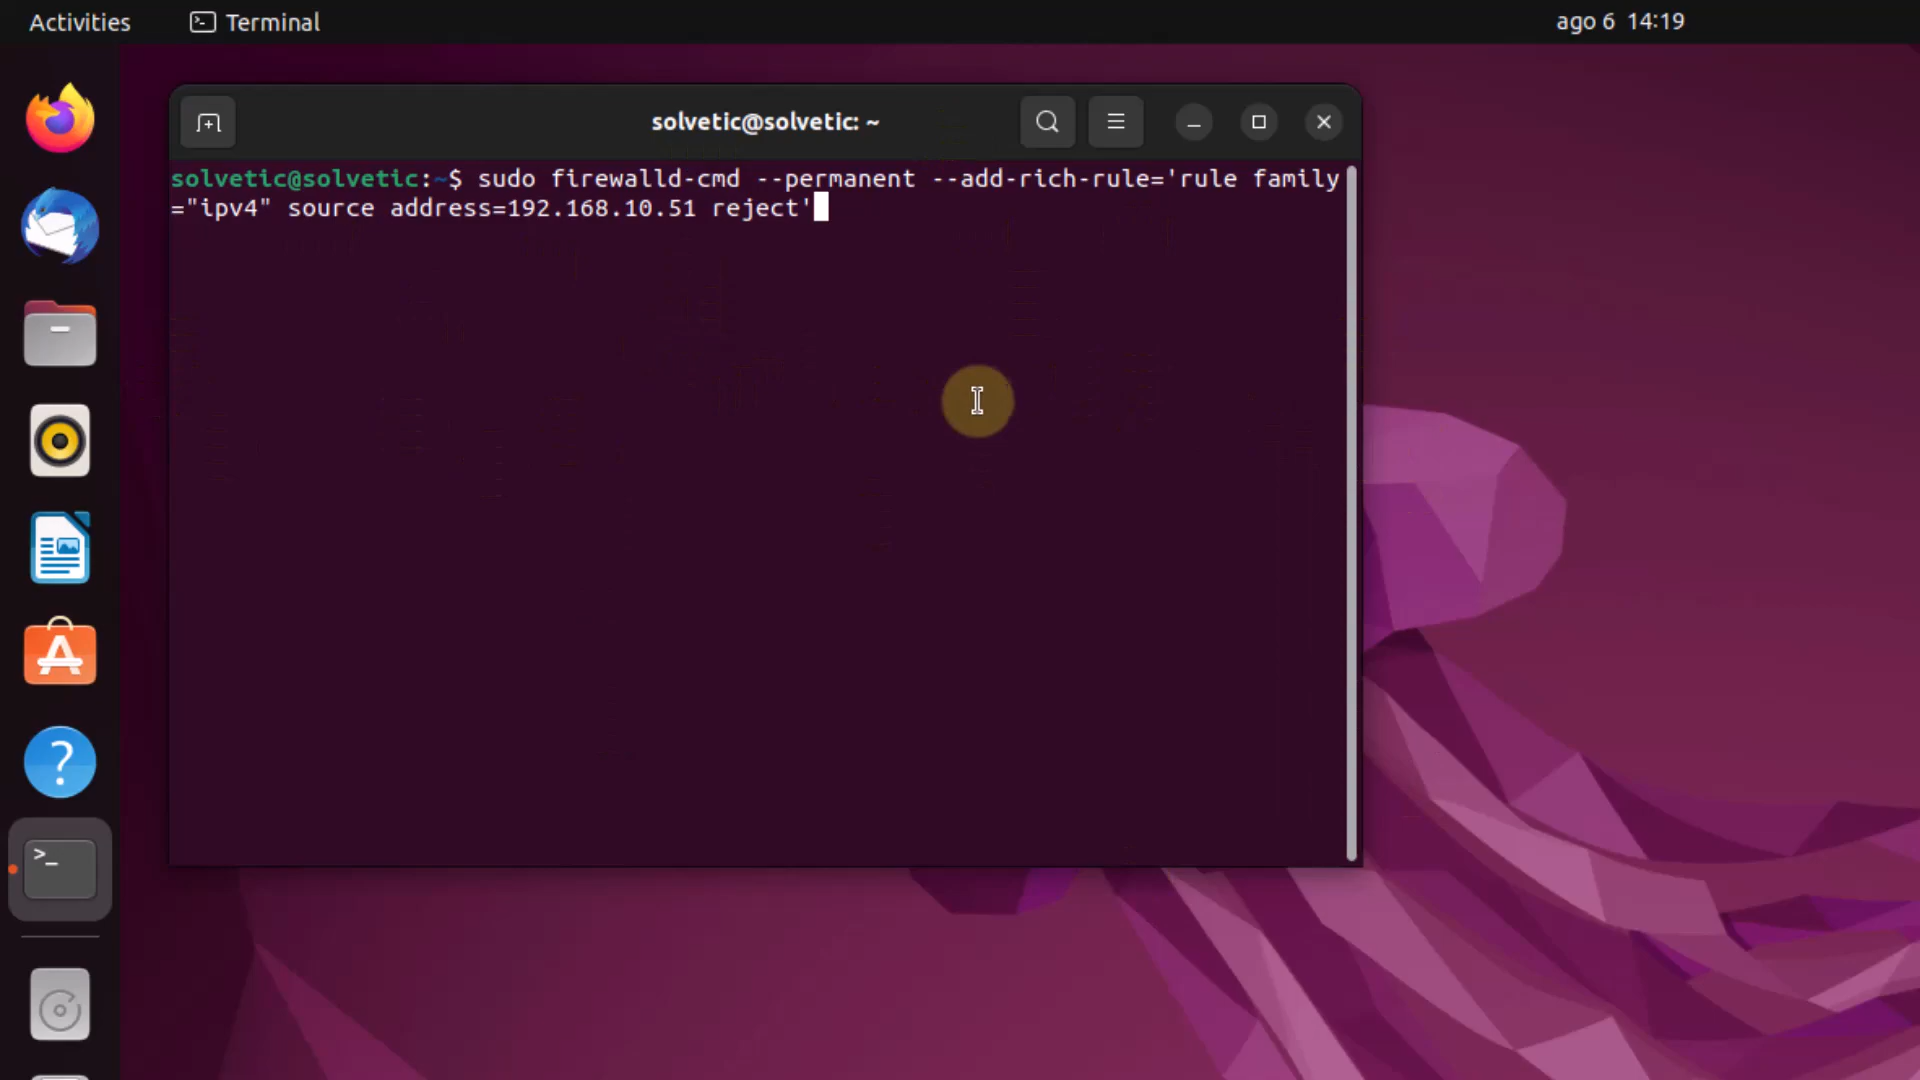 Activities Terminal ago 6 14:19
solvetic@solvetic: ~
solvetic@solvetic:~$ sudo firewalld-cmd --permanent --add-rich-rule='rule family
="ipv4" source address=192.168.10.51 reject'